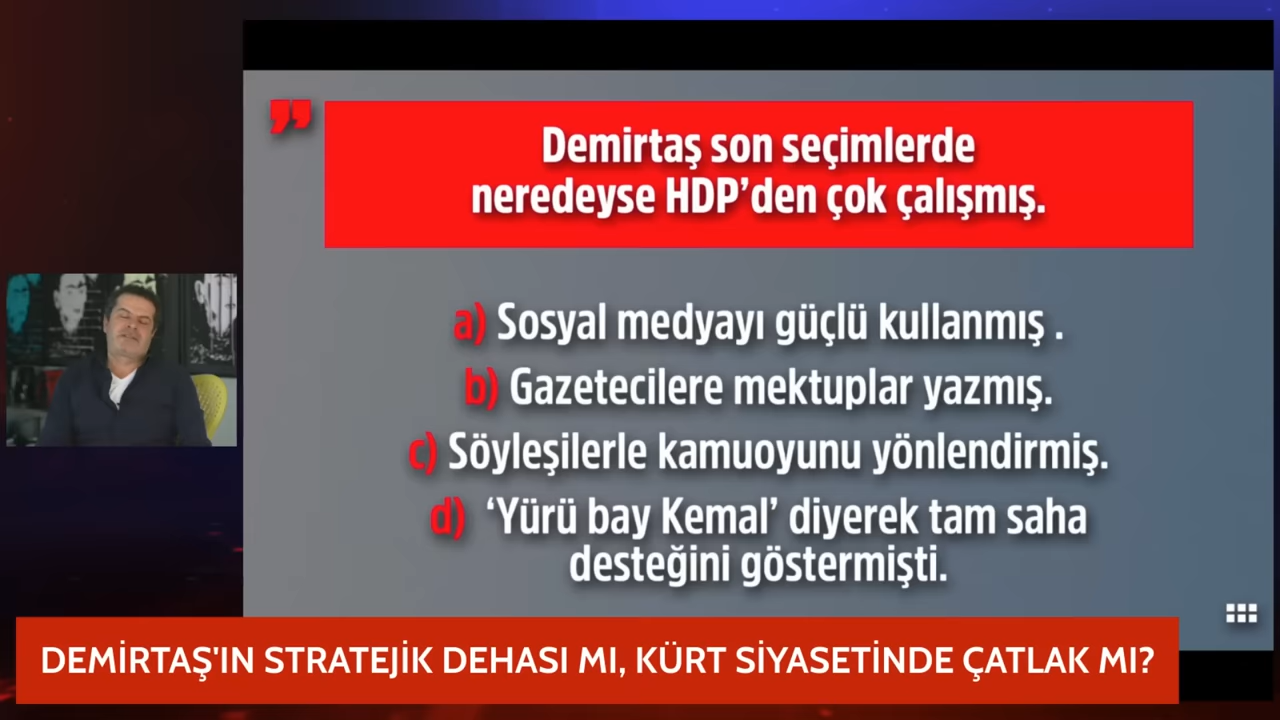 ”
Demirtaş son seçimlerde
neredeyse HDP’den çok çalışmış.
a) Sosyal medyayı güçlü kullanmış .
b) Gazetecilere mektuplar yazmış.
c) Söyleşilerle kamuoyunu yönlendirmiş.
d) ‘Yürü bay Kemal’ diyerek tam saha
desteğini göstermişti.
DEMİRTAŞ'IN STRATEJİK DEHASI MI, KÜRT SİYASETİNDE ÇATLAK MI?